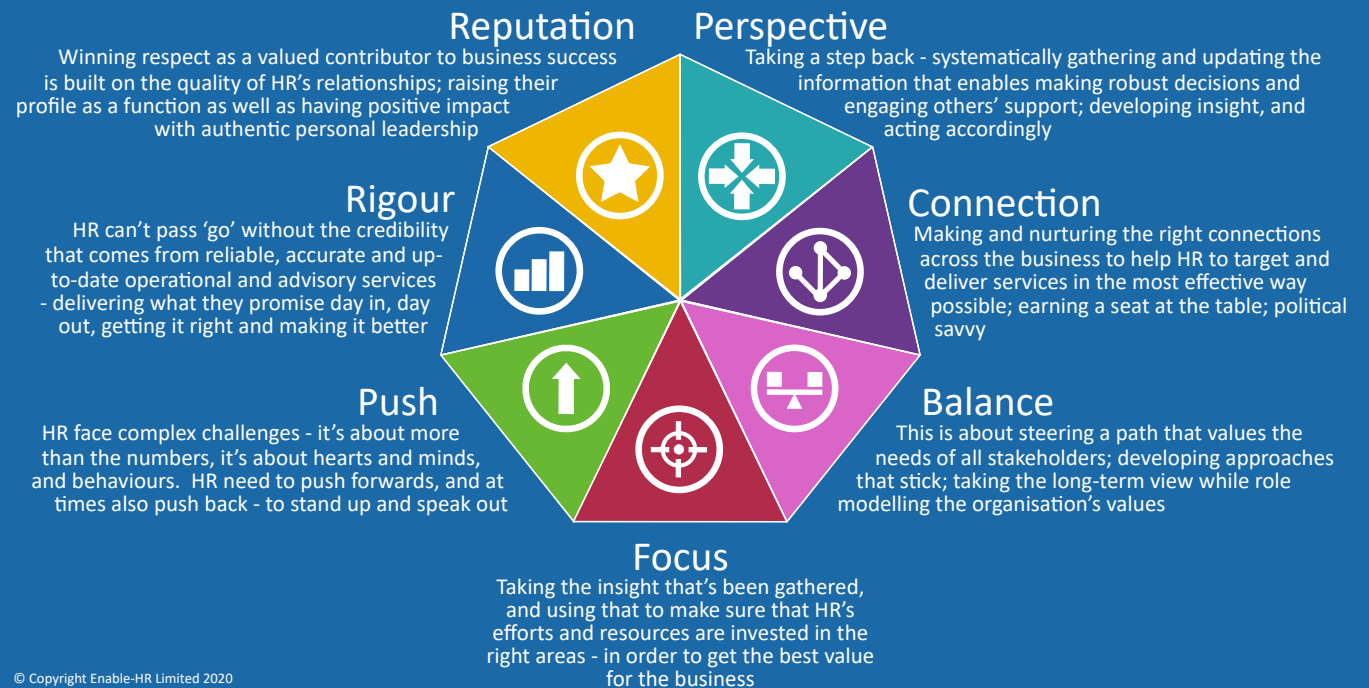 Reputation
Winning respect as a valued contributor to business success
is built on the quality of HR's relationships; raising their
profile as a function as well as having positive impact
with authentic personal leadership
Perspective
Taking a step back - systematically gathering and updating the
information that enables making robust decisions and
engaging others' support; developing insight, and
acting accordingly
Rigour
HR can't pass 'go' without the credibility
that comes from reliable, accurate and up-
to-date operational and advisory services
- delivering what they promise day in, day
out, getting it right and making it better
Connection
Making and nurturing the right connections
across the business to help HR to target and
deliver services in the most effective way
possible; earning a seat at the table; political
savvy
Push
HR face complex challenges - it's about more
than the numbers, it's about hearts and minds,
and behaviours.  HR need to push forwards, and at
times also push back - to stand up and speak out
Balance
This is about steering a path that values the
needs of all stakeholders; developing approaches
that stick; taking the long-term view while role
modelling the organisation's values
Focus
Taking the insight that's been gathered,
and using that to make sure that HR's
efforts and resources are invested in the
right areas - in order to get the best value
for the business
© Copyright Enable-HR Limited 2020